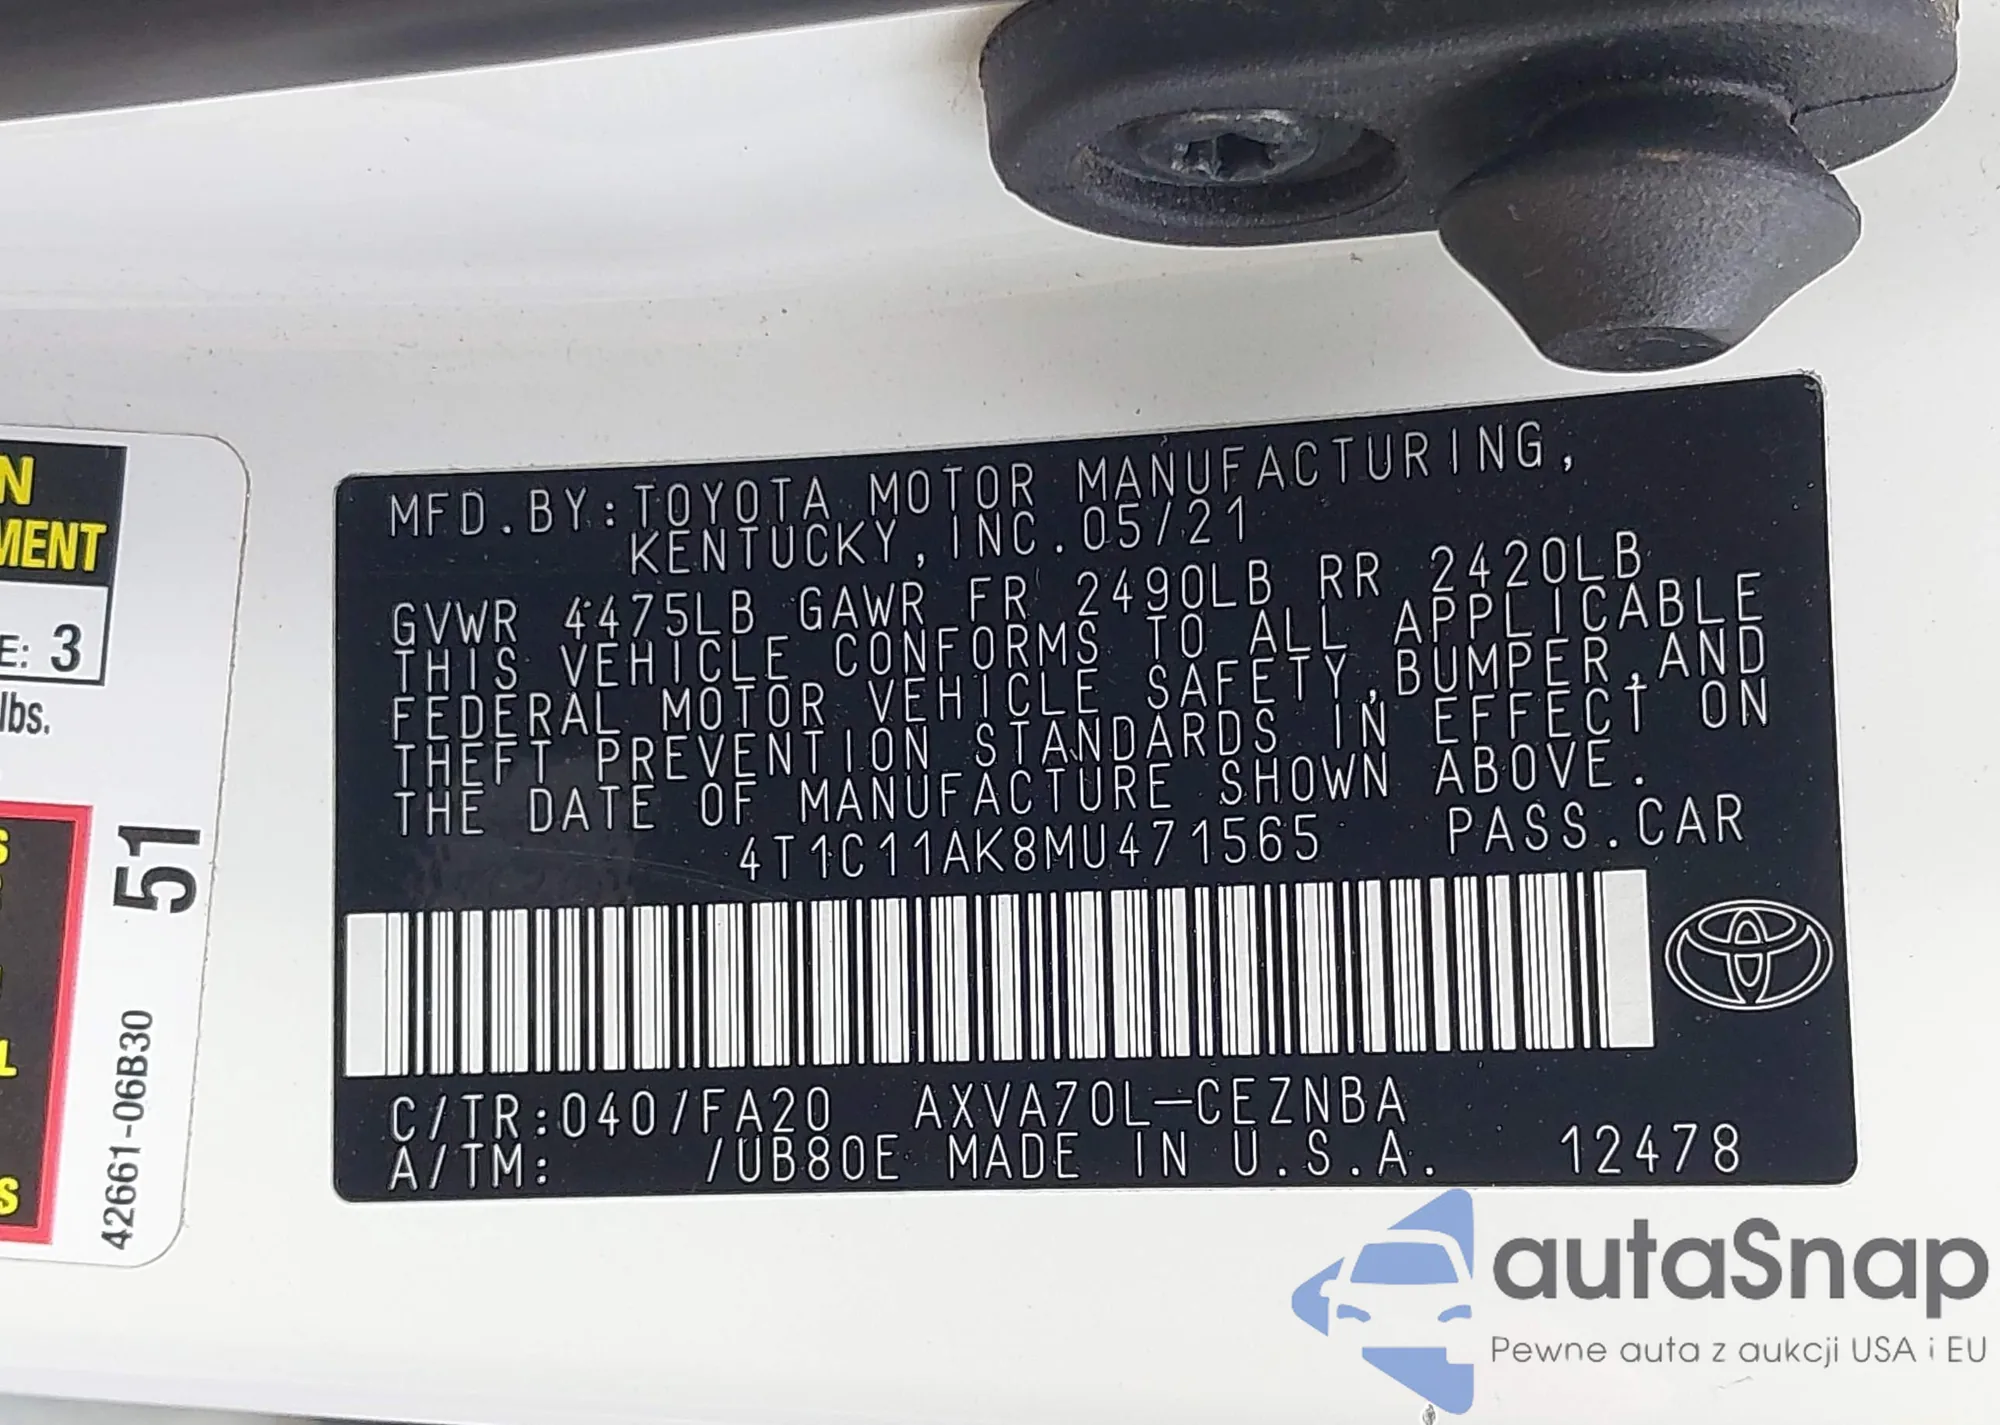 MFD.BY:TOYOTA MOTOR MANUFACTURING,
KENTUCKY,INC.05/21
GVWR 4475LB GAWR FR 2490LB RR 2420LB
THIS VEHICLE CONFORMS TO ALL APPLICABLE
FEDERAL MOTOR VEHICLE SAFETY,BUMPER,AND
THEFT PREVENTION STANDARDS IN EFFECT ON
THE DATE OF MANUFACTURE SHOWN ABOVE.
4T1C11AK8MU471565 PASS.CAR
C/TR:040/FA20 AXVA70L-CEZNBA
A/TM: /UB80E MADE IN U.S.A. 12478
N
MENT
E: 3
lbs.
S
L
S
51
42661-06B30
autaSnap
Pewne auta z aukcji USA i EU